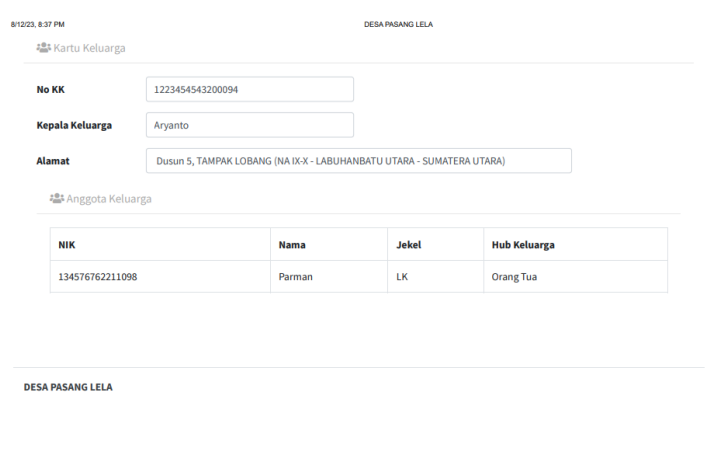 8/12/23, 8:37 PM DESA PASANG LELA
Kartu Keluarga
No KK 1223454543200094
Kepala Keluarga Aryanto
Alamat Dusun 5, TAMPAK LOBANG (NA IX-X - LABUHANBATU UTARA - SUMATERA UTARA)
Anggota Keluarga
NIK Nama Jekel Hub Keluarga
134576762211098 Parman LK Orang Tua
DESA PASANG LELA